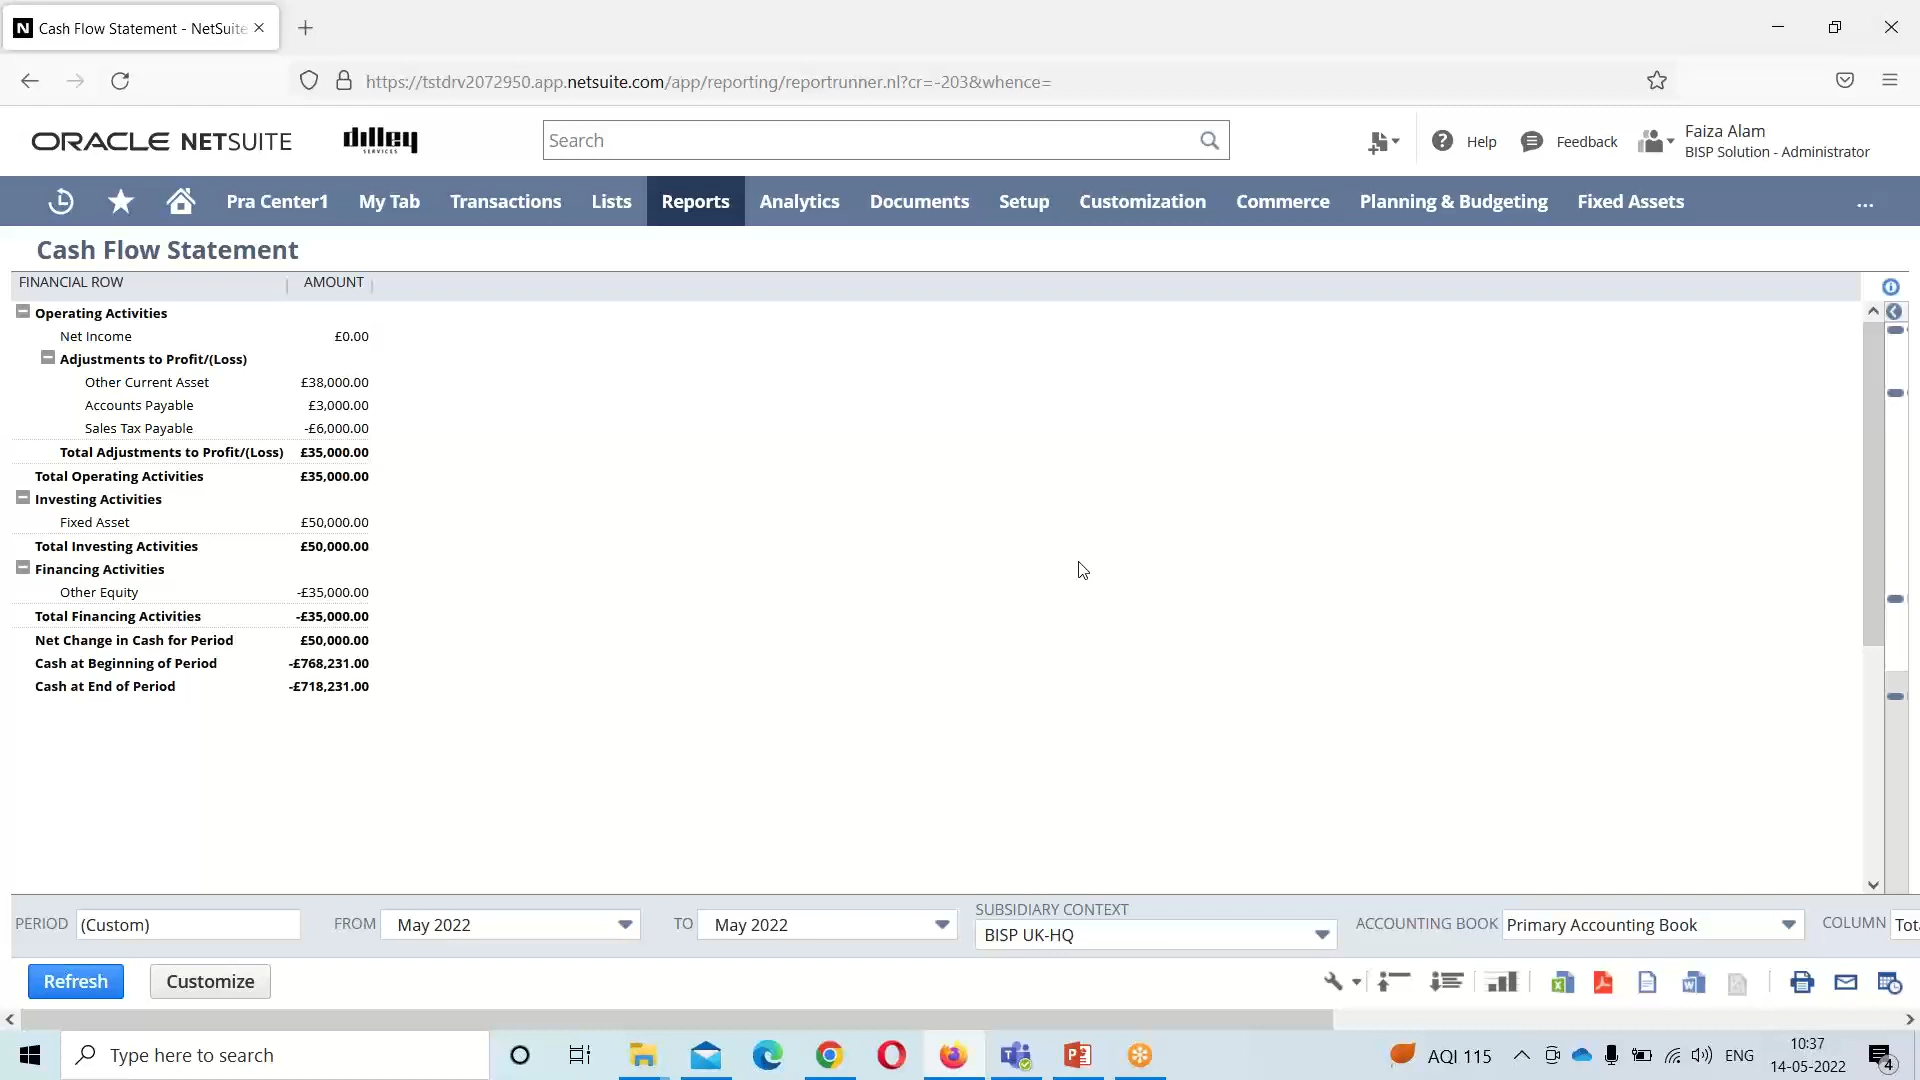 Cash Flow Statement - NetSuite
https://tstdrv2072950.app.netsuite.com/app/reporting/reportrunner.nl?cr=-203&whence=
ORACLE NETSUITE
dilley
SERVICES
Search
Help
Feedback
Faiza Alam
BISP Solution - Administrator
Pra Center1 My Tab Transactions Lists Reports Analytics Documents Setup Customization Commerce Planning & Budgeting Fixed Assets ...
Cash Flow Statement
FINANCIAL ROW AMOUNT
Operating Activities
Net Income £0.00
Adjustments to Profit/(Loss)
Other Current Asset £38,000.00
Accounts Payable £3,000.00
Sales Tax Payable -£6,000.00
Total Adjustments to Profit/(Loss) £35,000.00
Total Operating Activities £35,000.00
Investing Activities
Fixed Asset £50,000.00
Total Investing Activities £50,000.00
Financing Activities
Other Equity -£35,000.00
Total Financing Activities -£35,000.00
Net Change in Cash for Period £50,000.00
Cash at Beginning of Period -£768,231.00
Cash at End of Period -£718,231.00
PERIOD (Custom) FROM May 2022 TO May 2022
SUBSIDIARY CONTEXT
BISP UK-HQ
ACCOUNTING BOOK Primary Accounting Book COLUMN Tot
Refresh Customize
Type here to search
AQI 115
ENG
10:37
14-05-2022
4